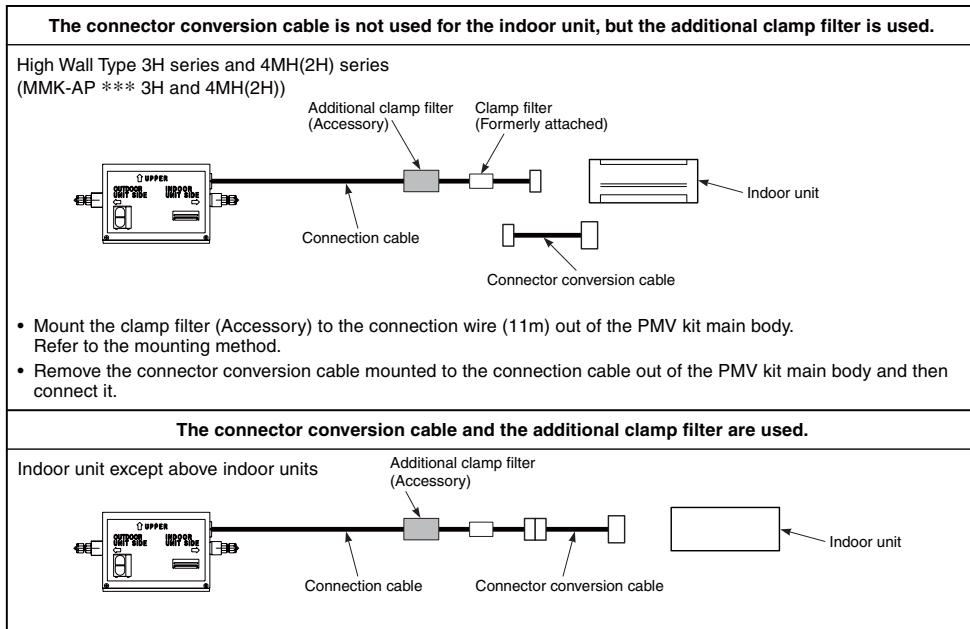 The connector conversion cable is not used for the indoor unit, but the additional clamp filter is used.
High Wall Type 3H series and 4MH(2H) series
(MMK-AP *** 3H and 4MH(2H))
Additional clamp filter
(Accessory)
Clamp filter
(Formerly attached)
⇧ UPPER
OUTDOOR
UNIT SIDE
⇦
INDOOR
UNIT SIDE
⇨
Indoor unit
Connection cable
Connector conversion cable
• Mount the clamp filter (Accessory) to the connection wire (11m) out of the PMV kit main body.
Refer to the mounting method.
• Remove the connector conversion cable mounted to the connection cable out of the PMV kit main body and then
connect it.
The connector conversion cable and the additional clamp filter are used.
Indoor unit except above indoor units
Additional clamp filter
(Accessory)
⇧ UPPER
OUTDOOR
UNIT SIDE
⇦
INDOOR
UNIT SIDE
⇨
Indoor unit
Connection cable
Connector conversion cable